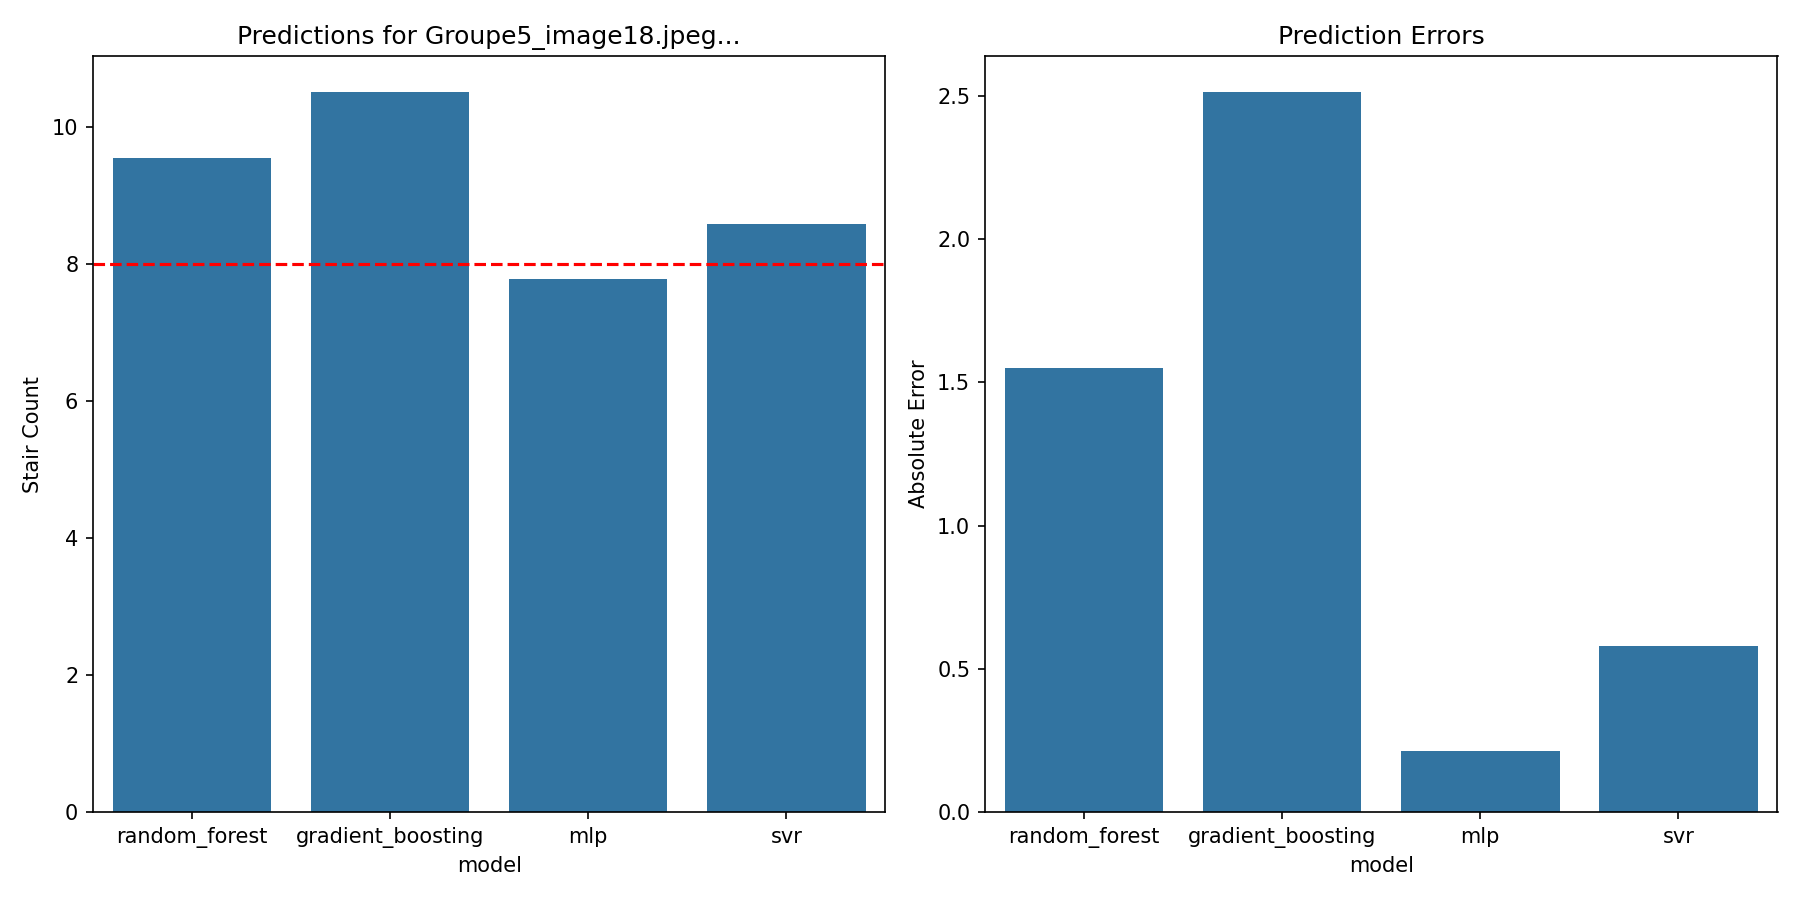 Predictions for Groupe5_image18.jpeg...
Stair Count
10
8
6
4
2
0
random_forest gradient_boosting mlp svr
model
Prediction Errors
Absolute Error
2.5
2.0
1.5
1.0
0.5
0.0
random_forest gradient_boosting mlp svr
model